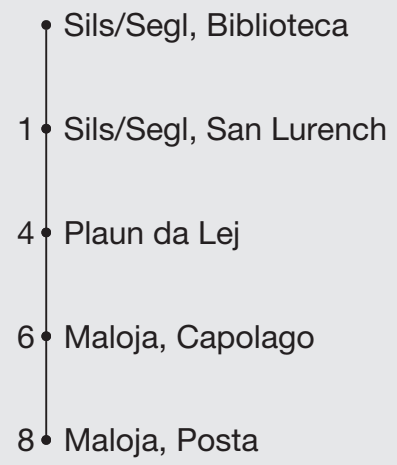 Sils/Segl, Biblioteca
1 Sils/Segl, San Lurench
4 Plaun da Lej
6 Maloja, Capolago
8 Maloja, Posta